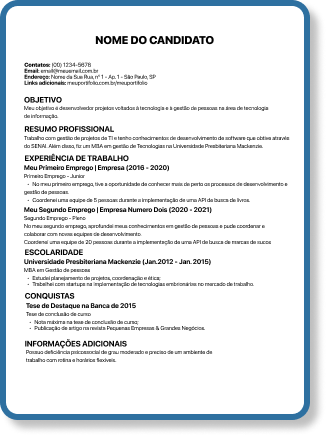 NOME DO CANDIDATO
Contatos: (00) 1234-5678
Email: email@meuemail.com.br
Endereço: Nome da Sua Rua, nº 1 - Ap. 1 - São Paulo, SP
Links adicionais: meuportifolio.com.br/meuportifolio
OBJETIVO
Meu objetivo é desenvolver projetos voltados à tecnologia e à gestão de pessoas na área de tecnologia
de informação.
RESUMO PROFISSIONAL
Trabalho com gestão de projetos de TI e tenho conhecimentos de desenvolvimento de software que obtive através
do SENAI. Além disso, fiz um MBA em gestão de Tecnologias na Universidade Presbiteriana Mackenzie.
EXPERIÊNCIA DE TRABALHO
Meu Primeiro Emprego | Empresa (2016 - 2020)
Primeiro Emprego - Junior
• No meu primeiro emprego, tive a oportunidade de conhecer mais de perto os processos de desenvolvimento e
gestão de pessoas.
• Coordenei uma equipe de 5 pessoas durante a implementação de uma API de busca de livros.
Meu Segundo Emprego | Empresa Numero Dois (2020 - 2021)
Segundo Emprego - Pleno
No meu segundo emprego, aprofundei meus conhecimentos em gestão de pessoas e pude coordenar e
colaborar com novas equipes de desenvolvimento
Coordenei uma equipe de 20 pessoas durante a implementação de uma API de busca de marcas de sucos
ESCOLARIDADE
Universidade Presbiteriana Mackenzie (Jan.2012 - Jan. 2015)
MBA em Gestão de pessoas
• Estudei planejamento de projetos, coordenação e ética;
• Trabalhei com startups na implementação de tecnologias embrionárias no mercado de trabalho.
CONQUISTAS
Tese de Destaque na Banca de 2015
Tese de conclusão de curso
• Nota máxima na tese de conclusão de curso;
• Publicação de artigo na revista Pequenas Empresas & Grandes Negócios.
INFORMAÇÕES ADICIONAIS
Possuo deficiência psicossocial de grau moderado e preciso de um ambiente de
trabalho com rotina e horários flexíveis.